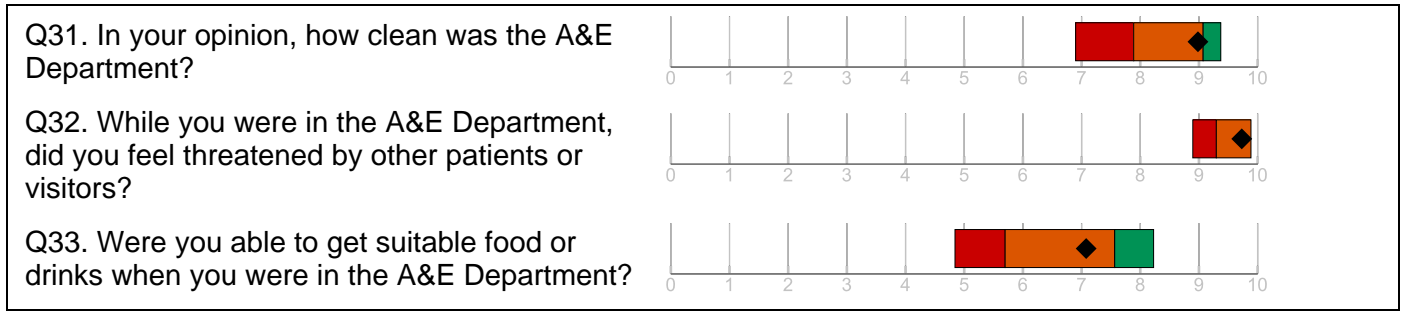 Q31. In your opinion, how clean was the A&E
Department?
0 1 2 3 4 5 6 7 8 9 10
Q32. While you were in the A&E Department,
did you feel threatened by other patients or
visitors?
0 1 2 3 4 5 6 7 8 9 10
Q33. Were you able to get suitable food or
drinks when you were in the A&E Department?
0 1 2 3 4 5 6 7 8 9 10